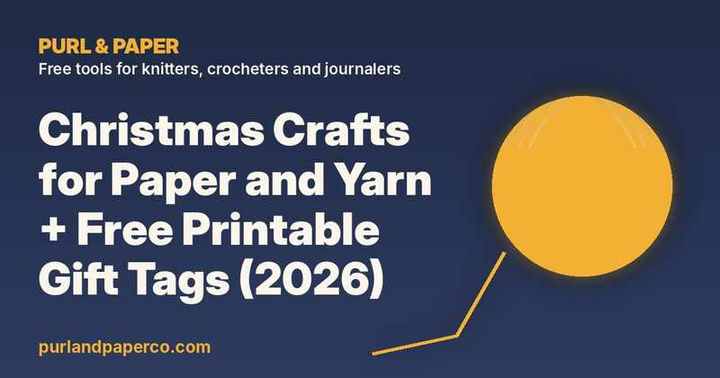 PURL & PAPER
Free tools for knitters, crocheters and journalers
Christmas Crafts
for Paper and Yarn
+ Free Printable
Gift Tags (2026)
purlandpaperco.com